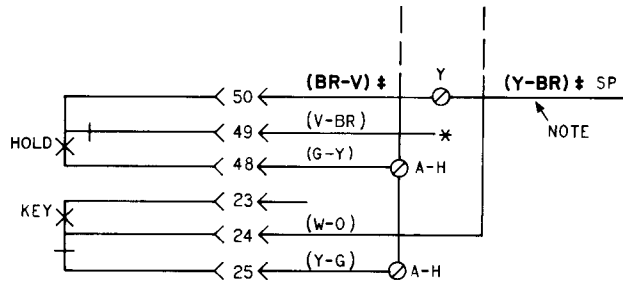 50 (BR-V) ‡ Y (Y-BR) ‡ SP
49 (V-BR) * NOTE
HOLD
48 (G-Y) A-H
23
KEY
24 (W-O)
25 (Y-G) A-H